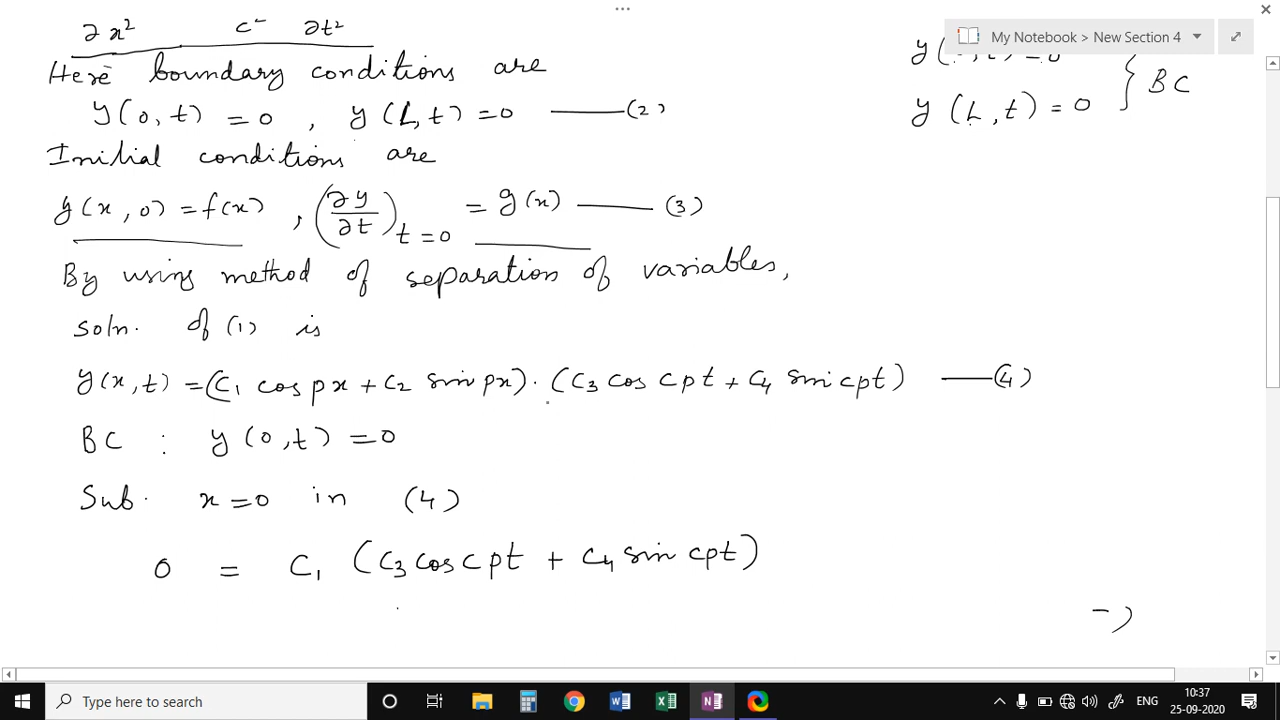 ∂x² c² ∂t²
My Notebook > New Section 4
Here boundary conditions are
y(0, t) = 0 , y(L, t) = 0 —— (2)
y(L, t) = 0 } BC
Initial conditions are
y(x, 0) = f(x) , (∂y/∂t)t=0 = g(x) —— (3)
By using method of separation of variables,
soln. of (1) is
y(x, t) = (C₁ cos px + C₂ sin px) · (C₃ cos cpt + C₄ sin cpt) —— (4)
BC : y(0, t) = 0
Sub. x = 0 in (4)
0 = C₁ (C₃ cos cpt + C₄ sin cpt)
Type here to search
ENG
10:37
25-09-2020